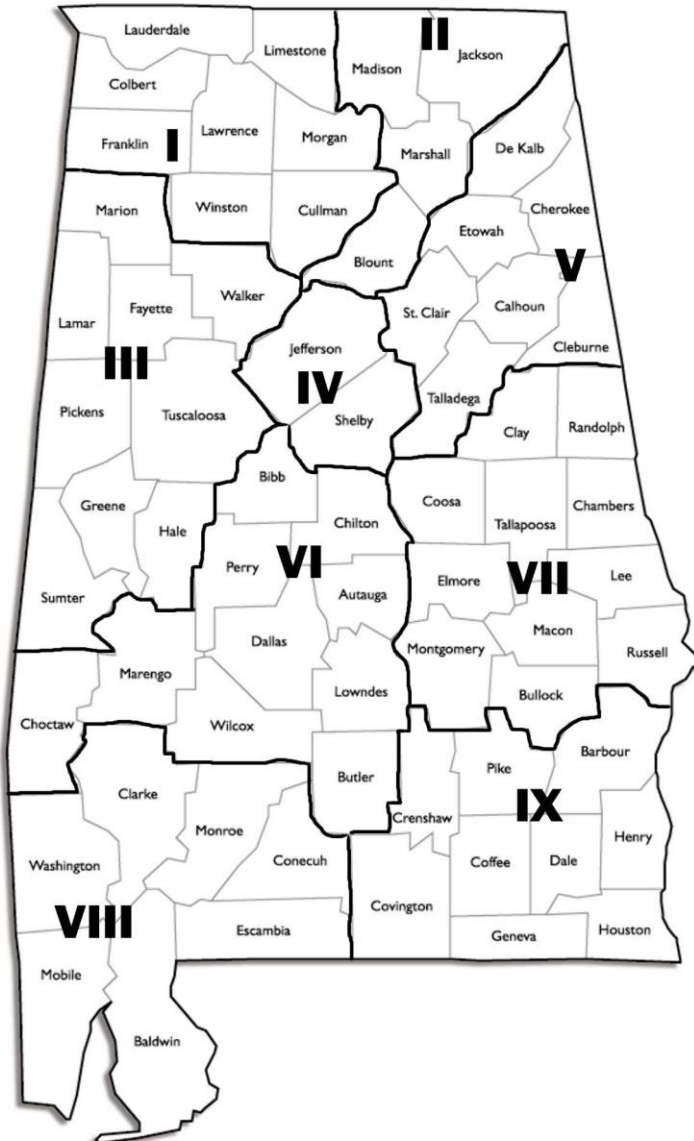 Lauderdale
Limestone
Madison
II
Jackson
Colbert
Franklin
I
Lawrence
Morgan
Marshall
De Kalb
Marion
Winston
Cullman
Cherokee
Etowah
Blount
V
Lamar
Fayette
Walker
St. Clair
Calhoun
Cleburne
III
Jefferson
IV
Shelby
Talladega
Pickens
Tuscaloosa
Clay
Randolph
Bibb
Greene
Hale
Chilton
Coosa
Tallapoosa
Chambers
Sumter
Perry
VI
Autauga
Elmore
VII
Lee
Macon
Dallas
Montgomery
Russell
Marengo
Lowndes
Bullock
Choctaw
Wilcox
Butler
Pike
Barbour
Clarke
Monroe
Crenshaw
IX
Henry
Washington
Conecuh
Coffee
Dale
VIII
Escambia
Covington
Geneva
Houston
Mobile
Baldwin